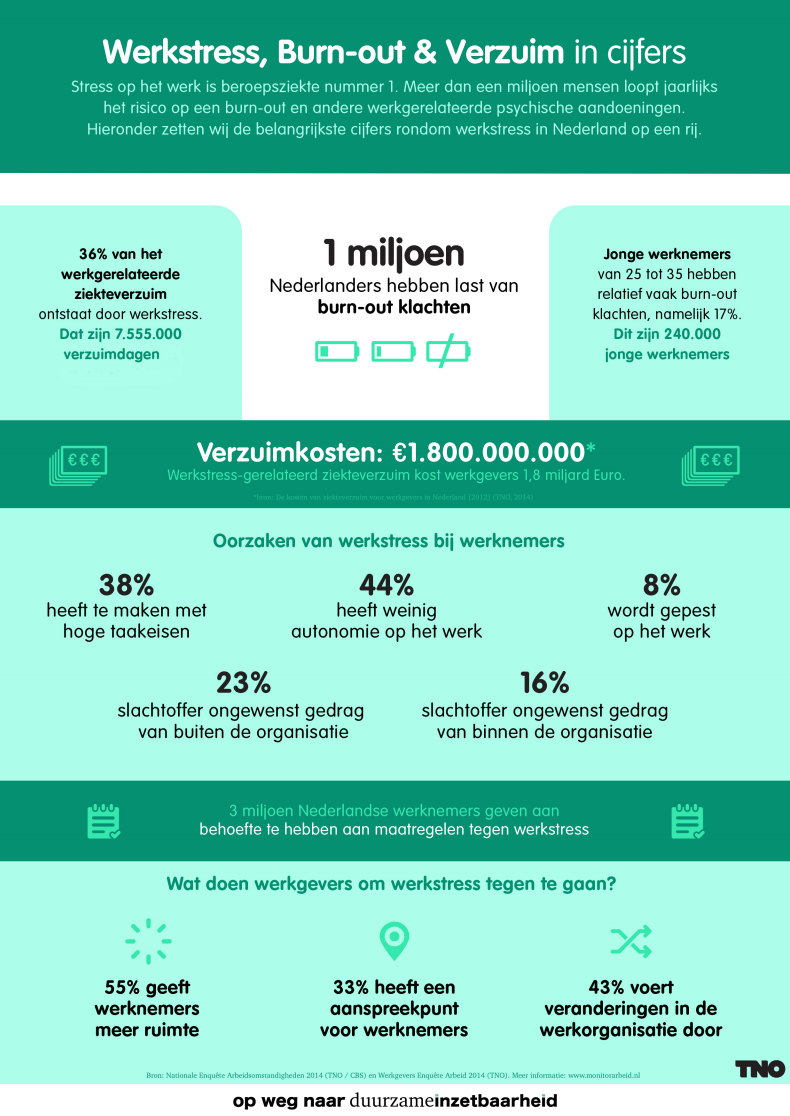 Werkstress, Burn-out & Verzuim in cijfers
Stress op het werk is beroepsziekte nummer 1. Meer dan een miljoen mensen loopt jaarlijks
het risico op een burn-out en andere werkgerelateerde psychische aandoeningen.
Hieronder zetten wij de belangrijkste cijfers rondom werkstress in Nederland op een rij.
36% van het
werkgerelateerde
ziekteverzuim
ontstaat door werkstress.
Dat zijn 7.555.000
verzuimdagen
1 miljoen
Nederlanders hebben last van
burn-out klachten
Jonge werknemers
van 25 tot 35 hebben
relatief vaak burn-out
klachten, namelijk 17%.
Dit zijn 240.000
jonge werknemers
€€€
Verzuimkosten: €1.800.000.000*
Werkstress-gerelateerd ziekteverzuim kost werkgevers 1,8 miljard Euro.
*bron: De kosten van ziekteverzuim voor werkgevers in Nederland [2012] (TNO, 2014)
€€€
Oorzaken van werkstress bij werknemers
38%
heeft te maken met
hoge taakeisen
44%
heeft weinig
autonomie op het werk
8%
wordt gepest
op het werk
23%
slachtoffer ongewenst gedrag
van buiten de organisatie
16%
slachtoffer ongewenst gedrag
van binnen de organisatie
3 miljoen Nederlandse werknemers geven aan
behoefte te hebben aan maatregelen tegen werkstress
Wat doen werkgevers om werkstress tegen te gaan?
55% geeft
werknemers
meer ruimte
33% heeft een
aanspreekpunt
voor werknemers
43% voert
veranderingen in de
werkorganisatie door
TNO
Bron: Nationale Enquête Arbeidsomstandigheden 2014 (TNO / CBS) en Werkgevers Enquête Arbeid 2014 (TNO). Meer informatie: www.monitorarbeid.nl
op weg naar duurzameinzetbaarheid